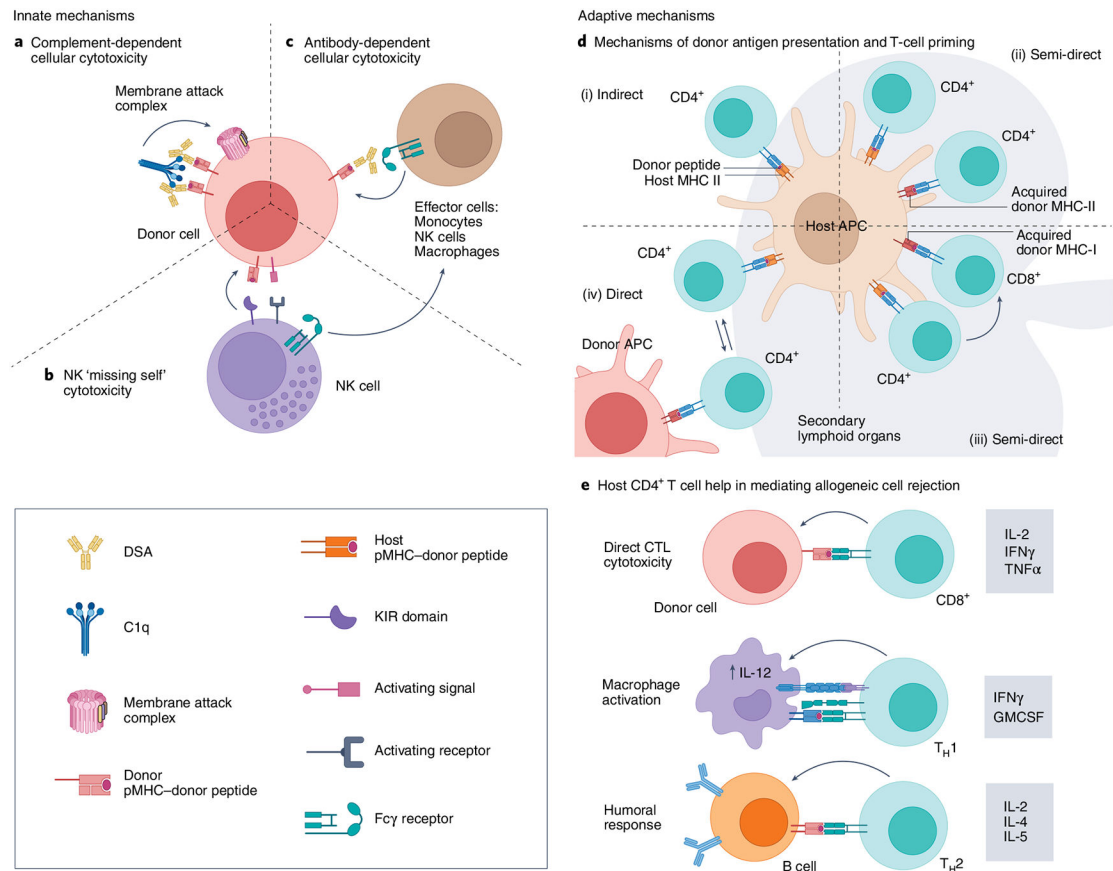 Innate mechanisms
a Complement-dependent
cellular cytotoxicity
c Antibody-dependent
cellular cytotoxicity
Membrane attack
complex
Donor cell
Effector cells:
Monocytes
NK cells
Macrophages
b NK ‘missing self’
cytotoxicity
NK cell
Adaptive mechanisms
d Mechanisms of donor antigen presentation and T-cell priming
(i) Indirect
CD4+
(ii) Semi-direct
CD4+
CD4+
Donor peptide
Host MHC II
Acquired
donor MHC-II
Host APC
Acquired
donor MHC-I
CD4+
CD8+
(iv) Direct
Donor APC
CD4+
CD4+
Secondary
lymphoid organs
(iii) Semi-direct
DSA
C1q
Membrane attack
complex
Donor
pMHC–donor peptide
Host
pMHC–donor peptide
KIR domain
Activating signal
Activating receptor
Fcγ receptor
e Host CD4+ T cell help in mediating allogeneic cell rejection
Direct CTL
cytotoxicity
Donor cell
CD8+
IL-2
IFNγ
TNFα
Macrophage
activation
↑ IL-12
TH1
IFNγ
GMCSF
Humoral
response
B cell
TH2
IL-2
IL-4
IL-5